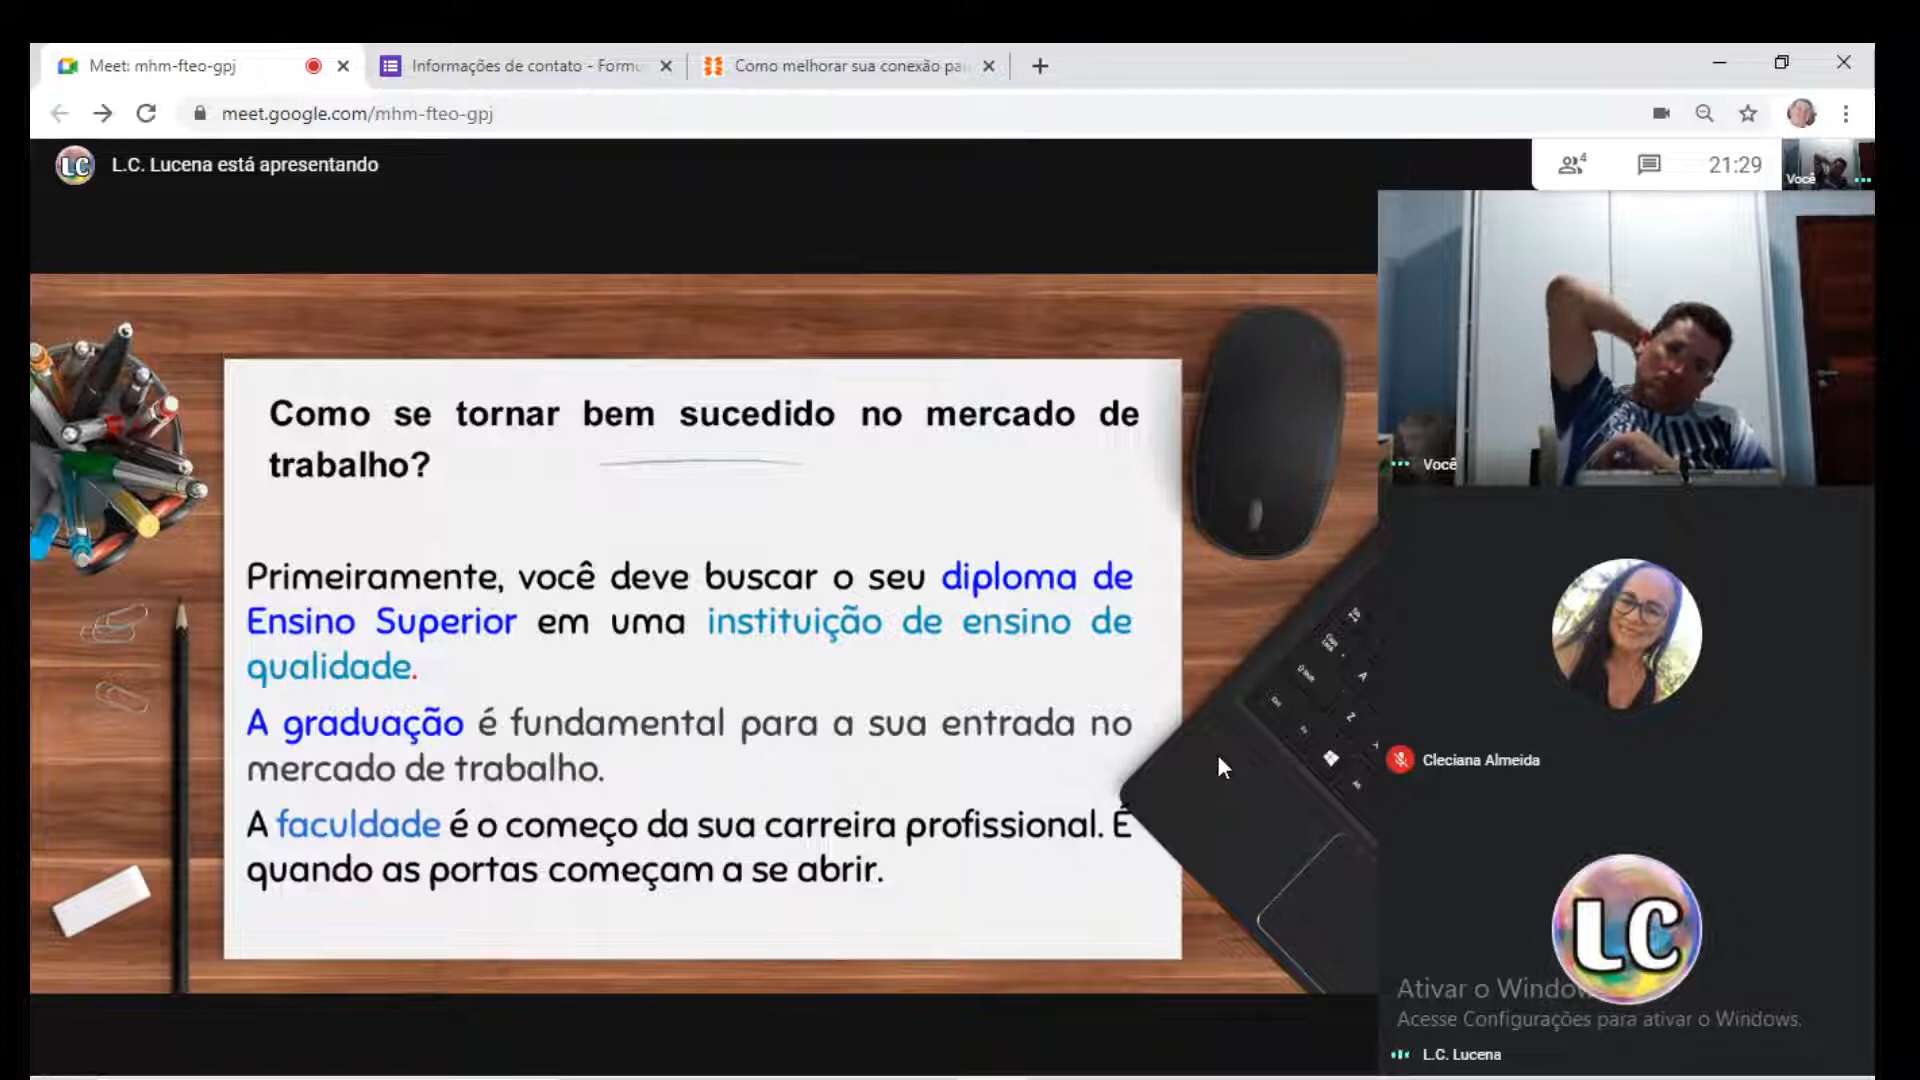 Meet: mhm-fteo-gpj
Informações de contato - Formu
Como melhorar sua conexão pa
meet.google.com/mhm-fteo-gpj
LC
L.C. Lucena está apresentando
4
21:29
Você
Como se tornar bem sucedido no mercado de
trabalho?
Primeiramente, você deve buscar o seu diploma de
Ensino Superior em uma instituição de ensino de
qualidade.
A graduação é fundamental para a sua entrada no
mercado de trabalho.
A faculdade é o começo da sua carreira profissional. É
quando as portas começam a se abrir.
Você
Cleciana Almeida
LC
Ativar o Window
Acesse Configurações para ativar o Windows.
L.C. Lucena